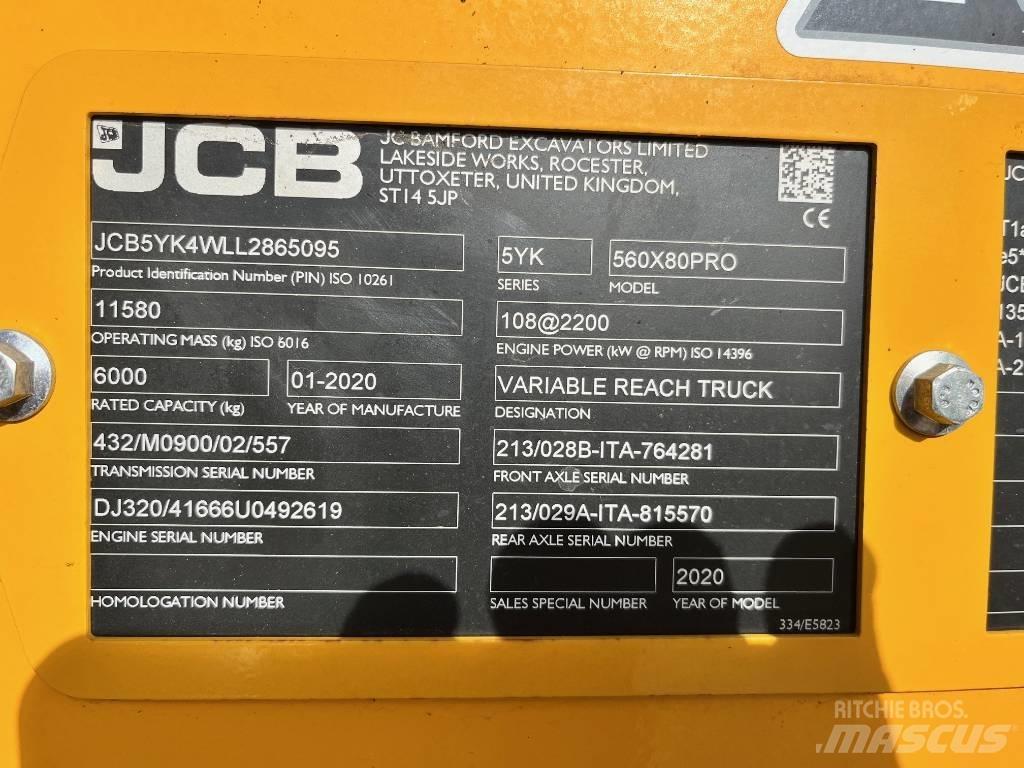 JCB
JC BAMFORD EXCAVATORS LIMITED
LAKESIDE WORKS, ROCESTER,
UTTOXETER, UNITED KINGDOM,
ST14 5JP
CE
JCB5YK4WLL2865095
Product Identification Number (PIN) ISO 10261
5YK
SERIES
560X80PRO
MODEL
11580
OPERATING MASS (kg) ISO 6016
108@2200
ENGINE POWER (kW @ RPM) ISO 14396
6000
RATED CAPACITY (kg)
01-2020
YEAR OF MANUFACTURE
VARIABLE REACH TRUCK
DESIGNATION
432/M0900/02/557
TRANSMISSION SERIAL NUMBER
213/028B-ITA-764281
FRONT AXLE SERIAL NUMBER
DJ320/41666U0492619
ENGINE SERIAL NUMBER
213/029A-ITA-815570
REAR AXLE SERIAL NUMBER
HOMOLOGATION NUMBER
SALES SPECIAL NUMBER
2020
YEAR OF MODEL
334/E5823
RITCHIE BROS.
MASCUS